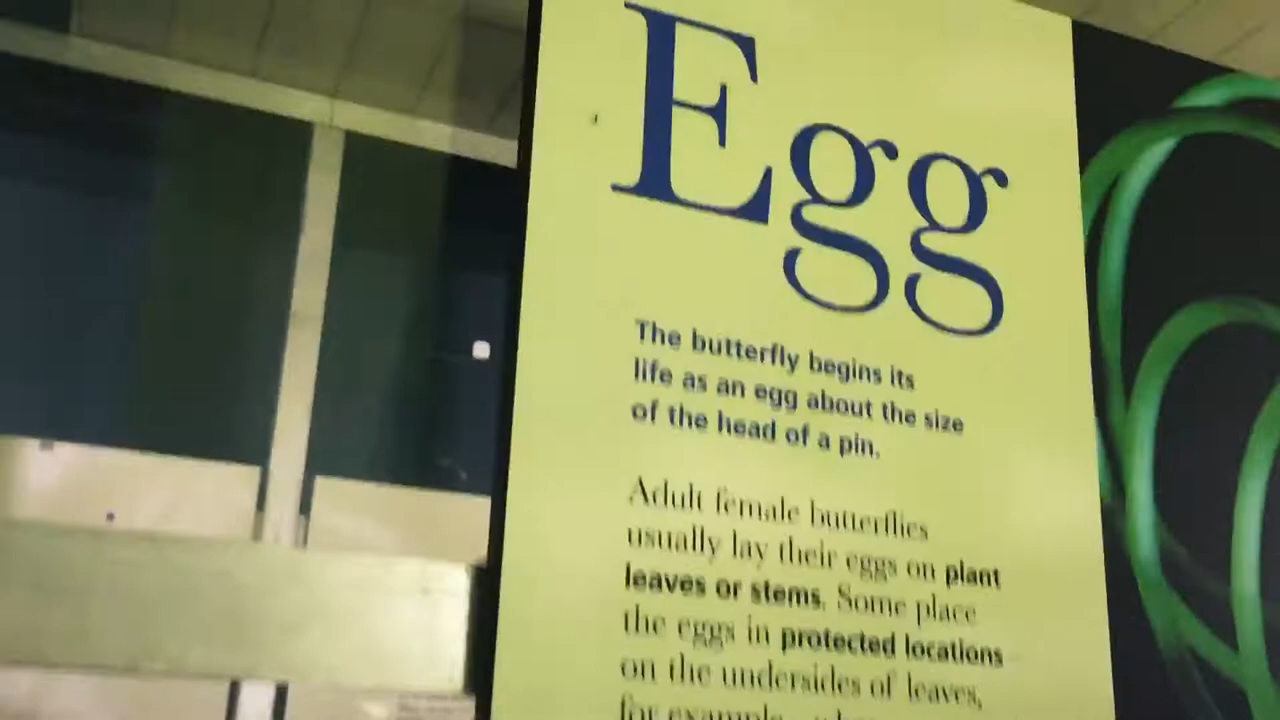 Egg
The butterfly begins its
life as an egg about the size
of the head of a pin.
Adult female butterflies
usually lay their eggs on plant
leaves or stems. Some place
the eggs in protected locations
on the undersides of leaves,
for example